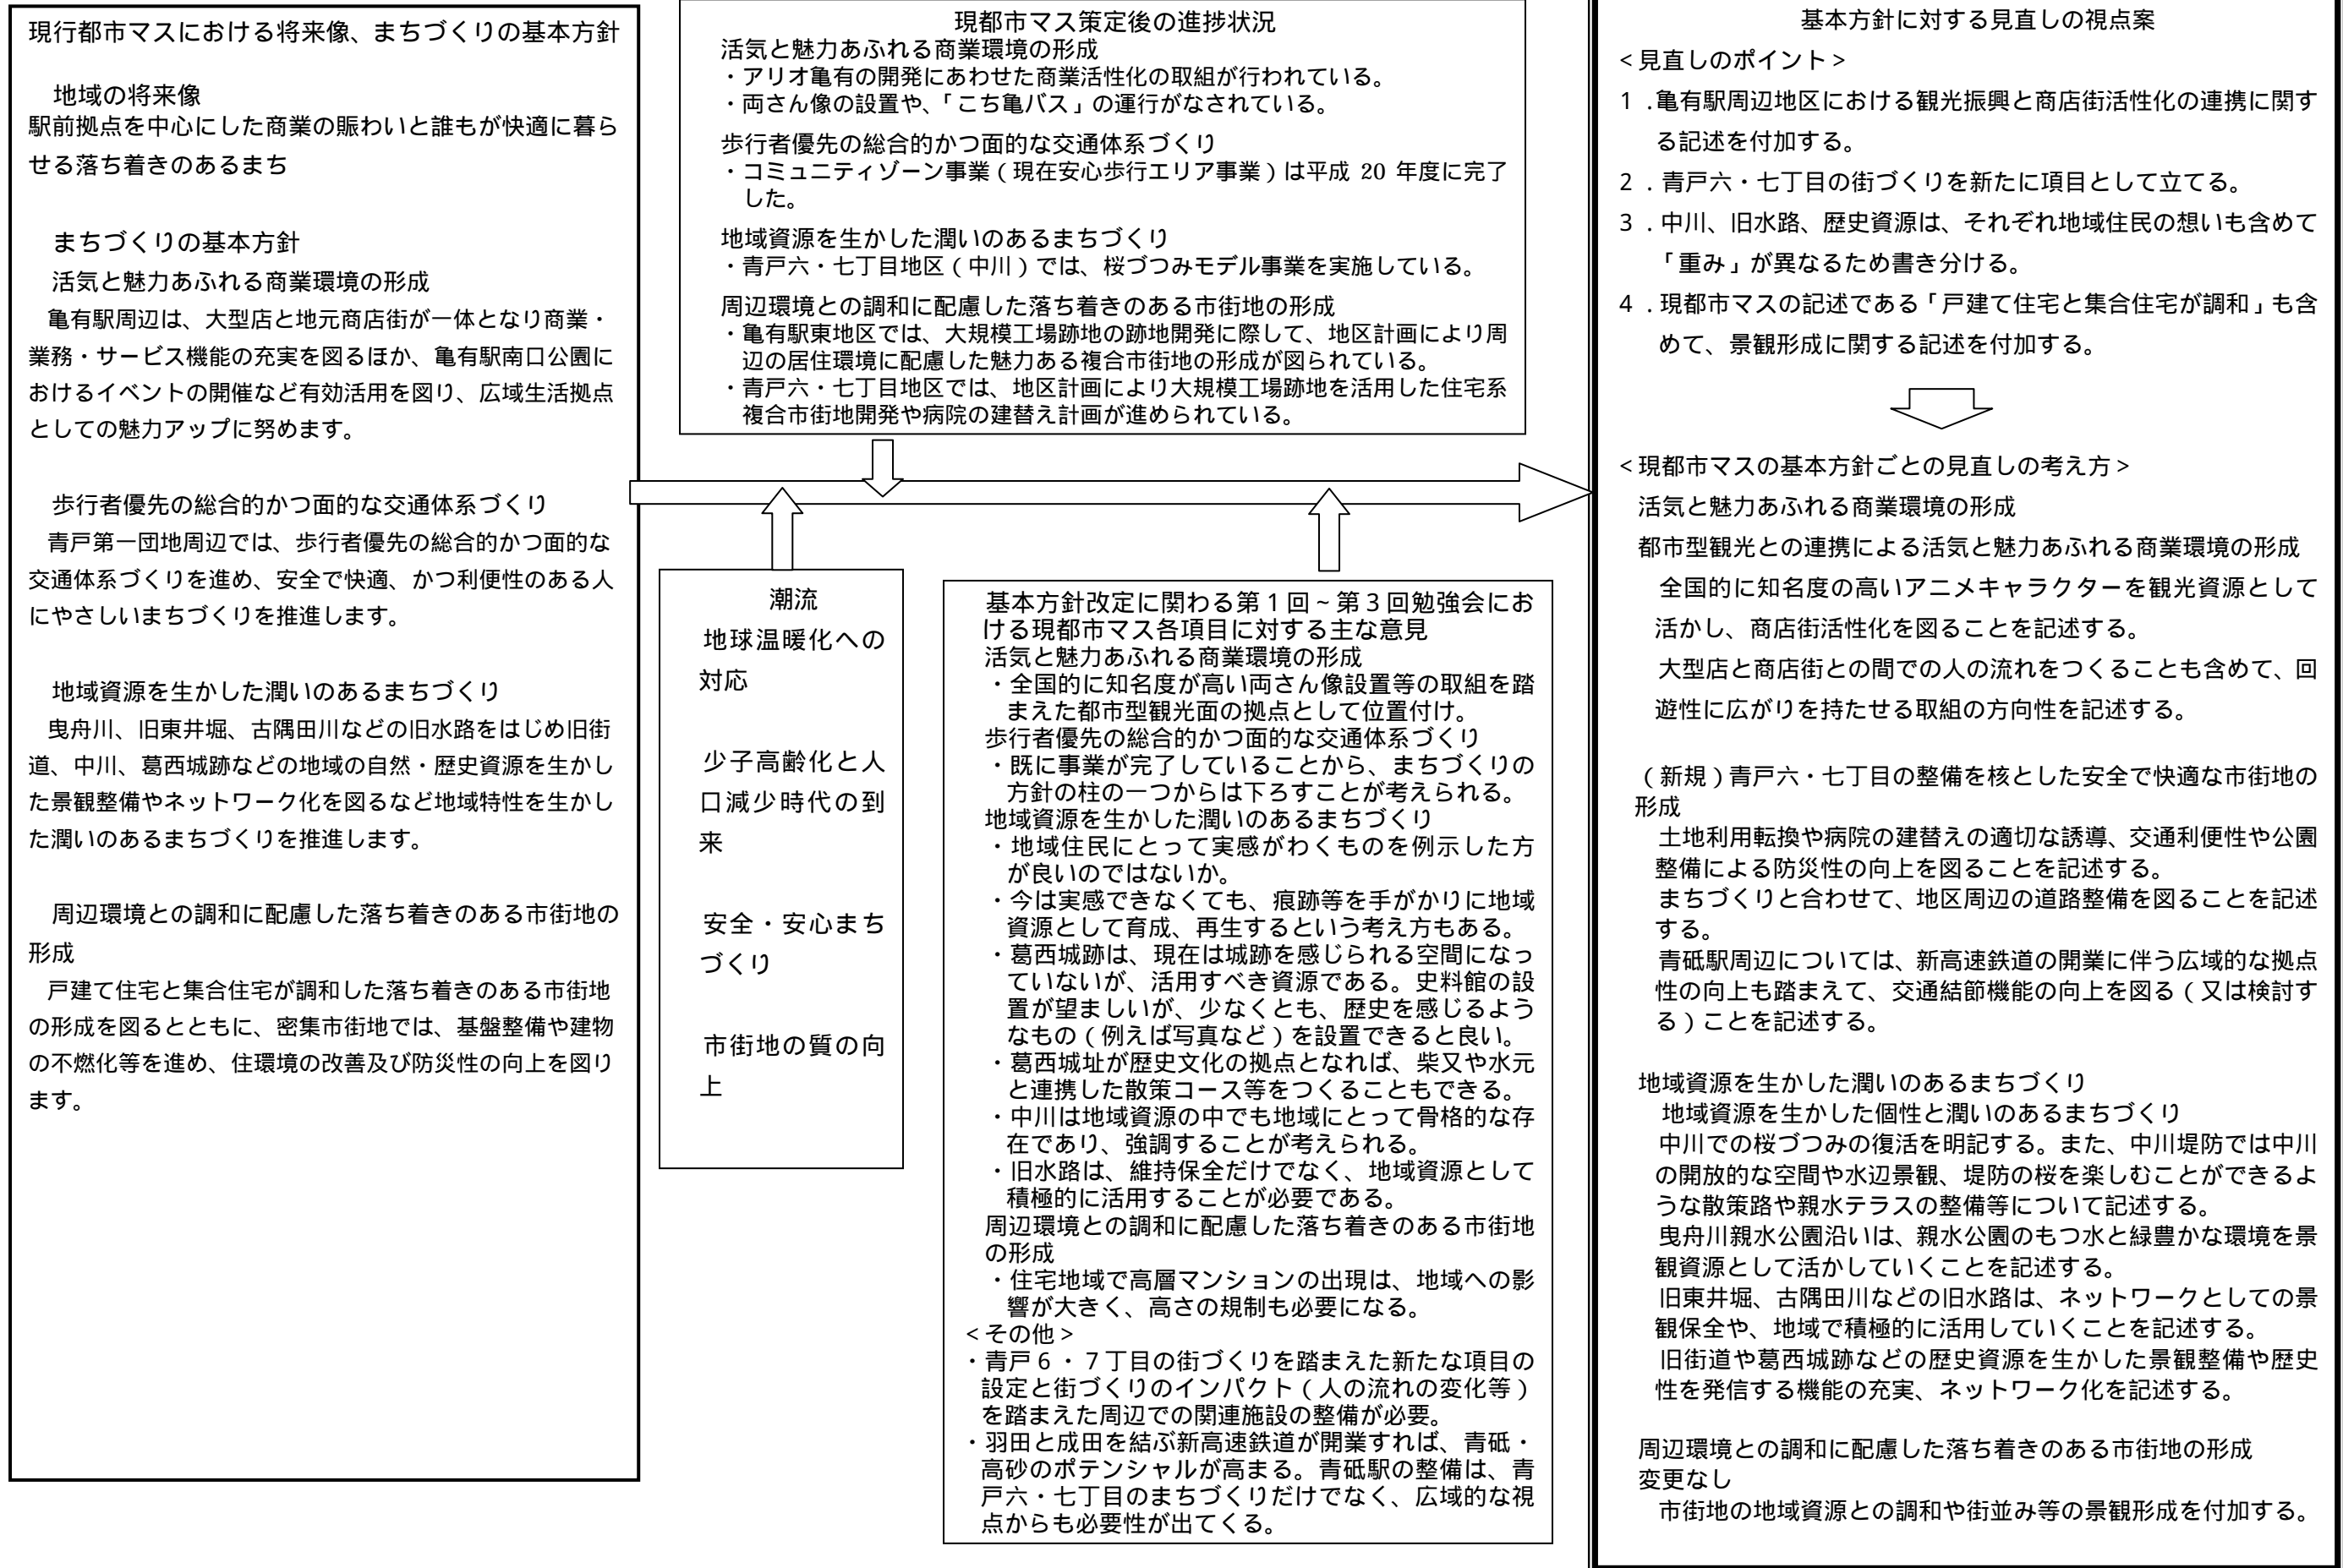 現行都市マスにおける将来像、まちづくりの基本方針
地域の将来像
駅前拠点を中心にした商業の賑わいと誰もが快適に暮ら
せる落ち着きのあるまち
まちづくりの基本方針
活気と魅力あふれる商業環境の形成
亀有駅周辺は、大型店と地元商店街が一体となり商業・
業務・サービス機能の充実を図るほか、亀有駅南口公園に
おけるイベントの開催など有効活用を図り、広域生活拠点
としての魅力アップに努めます。
歩行者優先の総合的かつ面的な交通体系づくり
青戸第一団地周辺では、歩行者優先の総合的かつ面的な
交通体系づくりを進め、安全で快適、かつ利便性のある人
にやさしいまちづくりを推進します。
地域資源を生かした潤いのあるまちづくり
曳舟川、旧東井堀、古隅田川などの旧水路をはじめ旧街
道、中川、葛西城跡などの地域の自然・歴史資源を生かし
た景観整備やネットワーク化を図るなど地域特性を生かし
た潤いのあるまちづくりを推進します。
周辺環境との調和に配慮した落ち着きのある市街地の
形成
戸建て住宅と集合住宅が調和した落ち着きのある市街地
の形成を図るとともに、密集市街地では、基盤整備や建物
の不燃化等を進め、住環境の改善及び防災性の向上を図り
ます。
現都市マス策定後の進捗状況
活気と魅力あふれる商業環境の形成
・アリオ亀有の開発にあわせた商業活性化の取組が行われている。
・両さん像の設置や、「こち亀バス」の運行がなされている。
歩行者優先の総合的かつ面的な交通体系づくり
・コミュニティゾーン事業(現在安心歩行エリア事業)は平成 20 年度に完了
した。
地域資源を生かした潤いのあるまちづくり
・青戸六・七丁目地区(中川)では、桜づつみモデル事業を実施している。
周辺環境との調和に配慮した落ち着きのある市街地の形成
・亀有駅東地区では、大規模工場跡地の跡地開発に際して、地区計画により周
辺の居住環境に配慮した魅力ある複合市街地の形成が図られている。
・青戸六・七丁目地区では、地区計画により大規模工場跡地を活用した住宅系
複合市街地開発や病院の建替え計画が進められている。
潮流
地球温暖化への
対応
少子高齢化と人
口減少時代の到
来
安全・安心まち
づくり
市街地の質の向
上
基本方針改定に関わる第1回~第3回勉強会にお
ける現都市マス各項目に対する主な意見
活気と魅力あふれる商業環境の形成
・全国的に知名度が高い両さん像設置等の取組を踏
まえた都市型観光面の拠点として位置付け。
歩行者優先の総合的かつ面的な交通体系づくり
・既に事業が完了していることから、まちづくりの
方針の柱の一つからは下ろすことが考えられる。
地域資源を生かした潤いのあるまちづくり
・地域住民にとって実感がわくものを例示した方
が良いのではないか。
・今は実感できなくても、痕跡等を手がかりに地域
資源として育成、再生するという考え方もある。
・葛西城跡は、現在は城跡を感じられる空間になっ
ていないが、活用すべき資源である。史料館の設
置が望ましいが、少なくとも、歴史を感じるよう
なもの(例えば写真など)を設置できると良い。
・葛西城址が歴史文化の拠点となれば、柴又や水元
と連携した散策コース等をつくることもできる。
・中川は地域資源の中でも地域にとって骨格的な存
在であり、強調することが考えられる。
・旧水路は、維持保全だけでなく、地域資源として
積極的に活用することが必要である。
周辺環境との調和に配慮した落ち着きのある市街地
の形成
・住宅地域で高層マンションの出現は、地域への影
響が大きく、高さの規制も必要になる。
<その他>
・青戸6・7丁目の街づくりを踏まえた新たな項目の
設定と街づくりのインパクト(人の流れの変化等)
を踏まえた周辺での関連施設の整備が必要。
・羽田と成田を結ぶ新高速鉄道が開業すれば、青砥・
高砂のポテンシャルが高まる。青砥駅の整備は、青
戸六・七丁目のまちづくりだけでなく、広域的な視
点からも必要性が出てくる。
基本方針に対する見直しの視点案
<見直しのポイント>
1.亀有駅周辺地区における観光振興と商店街活性化の連携に関す
る記述を付加する。
2.青戸六・七丁目の街づくりを新たに項目として立てる。
3.中川、旧水路、歴史資源は、それぞれ地域住民の想いも含めて
「重み」が異なるため書き分ける。
4.現都市マスの記述である「戸建て住宅と集合住宅が調和」も含
めて、景観形成に関する記述を付加する。
<現都市マスの基本方針ごとの見直しの考え方>
活気と魅力あふれる商業環境の形成
都市型観光との連携による活気と魅力あふれる商業環境の形成
全国的に知名度の高いアニメキャラクターを観光資源として
活かし、商店街活性化を図ることを記述する。
大型店と商店街との間での人の流れをつくることも含めて、回
遊性に広がりを持たせる取組の方向性を記述する。
(新規)青戸六・七丁目の整備を核とした安全で快適な市街地の
形成
土地利用転換や病院の建替えの適切な誘導、交通利便性や公園
整備による防災性の向上を図ることを記述する。
まちづくりと合わせて、地区周辺の道路整備を図ることを記述
する。
青砥駅周辺については、新高速鉄道の開業に伴う広域的な拠点
性の向上も踏まえて、交通結節機能の向上を図る(又は検討す
る)ことを記述する。
地域資源を生かした潤いのあるまちづくり
地域資源を生かした個性と潤いのあるまちづくり
中川での桜づつみの復活を明記する。また、中川堤防では中川
の開放的な空間や水辺景観、堤防の桜を楽しむことができるよ
うな散策路や親水テラスの整備等について記述する。
曳舟川親水公園沿いは、親水公園のもつ水と緑豊かな環境を景
観資源として活かしていくことを記述する。
旧東井堀、古隅田川などの旧水路は、ネットワークとしての景
観保全や、地域で積極的に活用していくことを記述する。
旧街道や葛西城跡などの歴史資源を生かした景観整備や歴史
性を発信する機能の充実、ネットワーク化を記述する。
周辺環境との調和に配慮した落ち着きのある市街地の形成
変更なし
市街地の地域資源との調和や街並み等の景観形成を付加する。